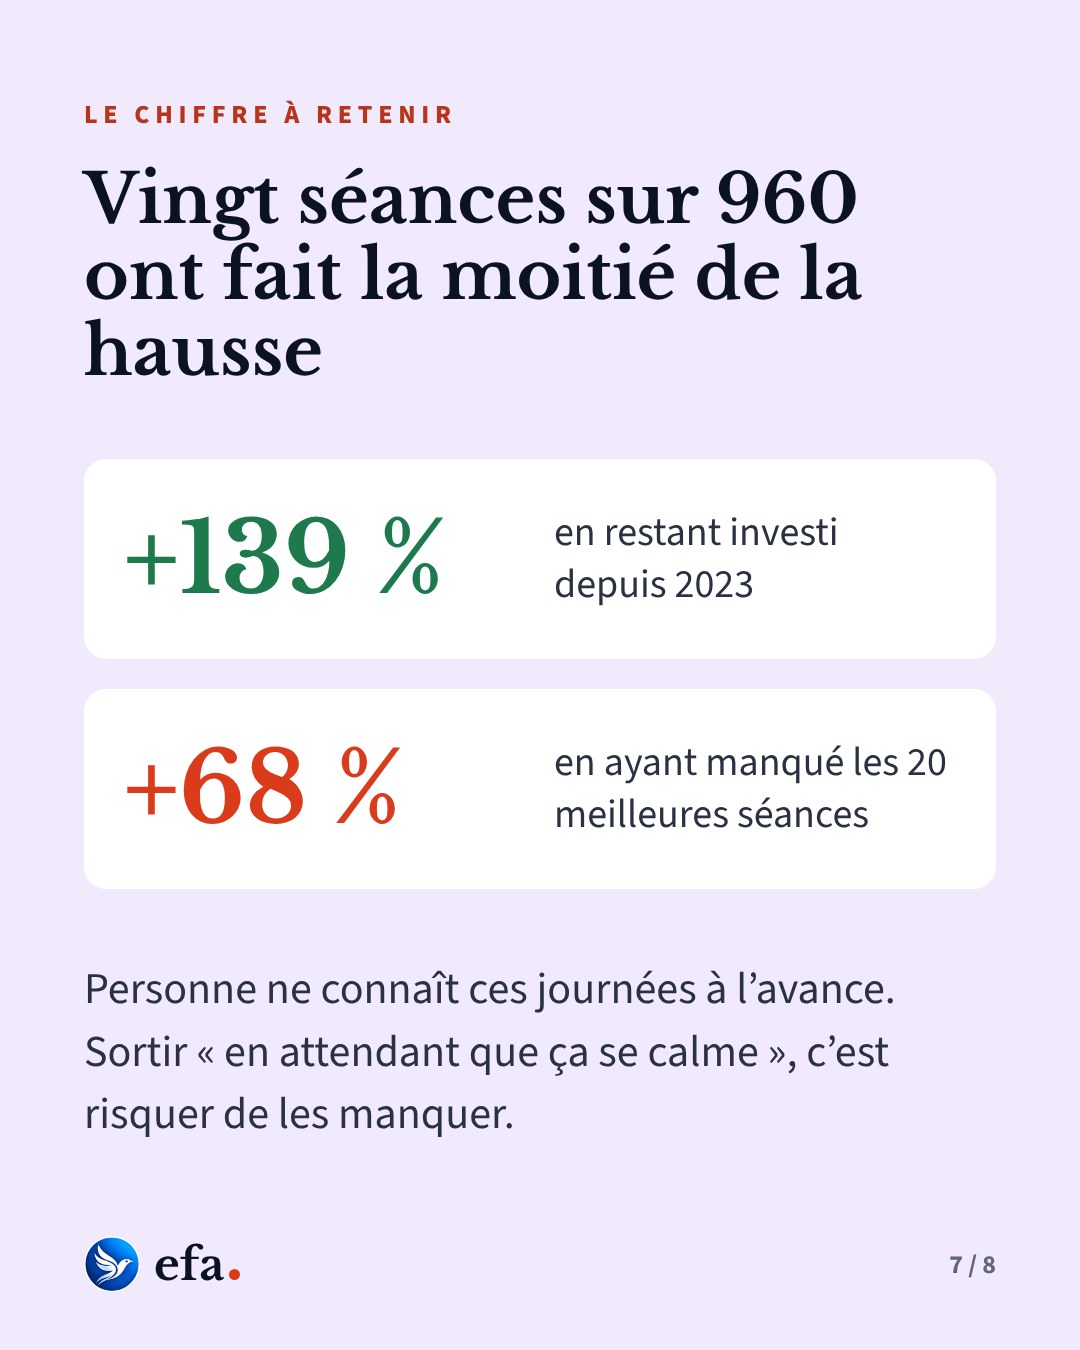 LE CHIFFRE À RETENIR
Vingt séances sur 960
ont fait la moitié de la
hausse
+139 %
en restant investi
depuis 2023
+68 %
en ayant manqué les 20
meilleures séances
Personne ne connaît ces journées à l’avance.
Sortir « en attendant que ça se calme », c’est
risquer de les manquer.
efa.
7 / 8